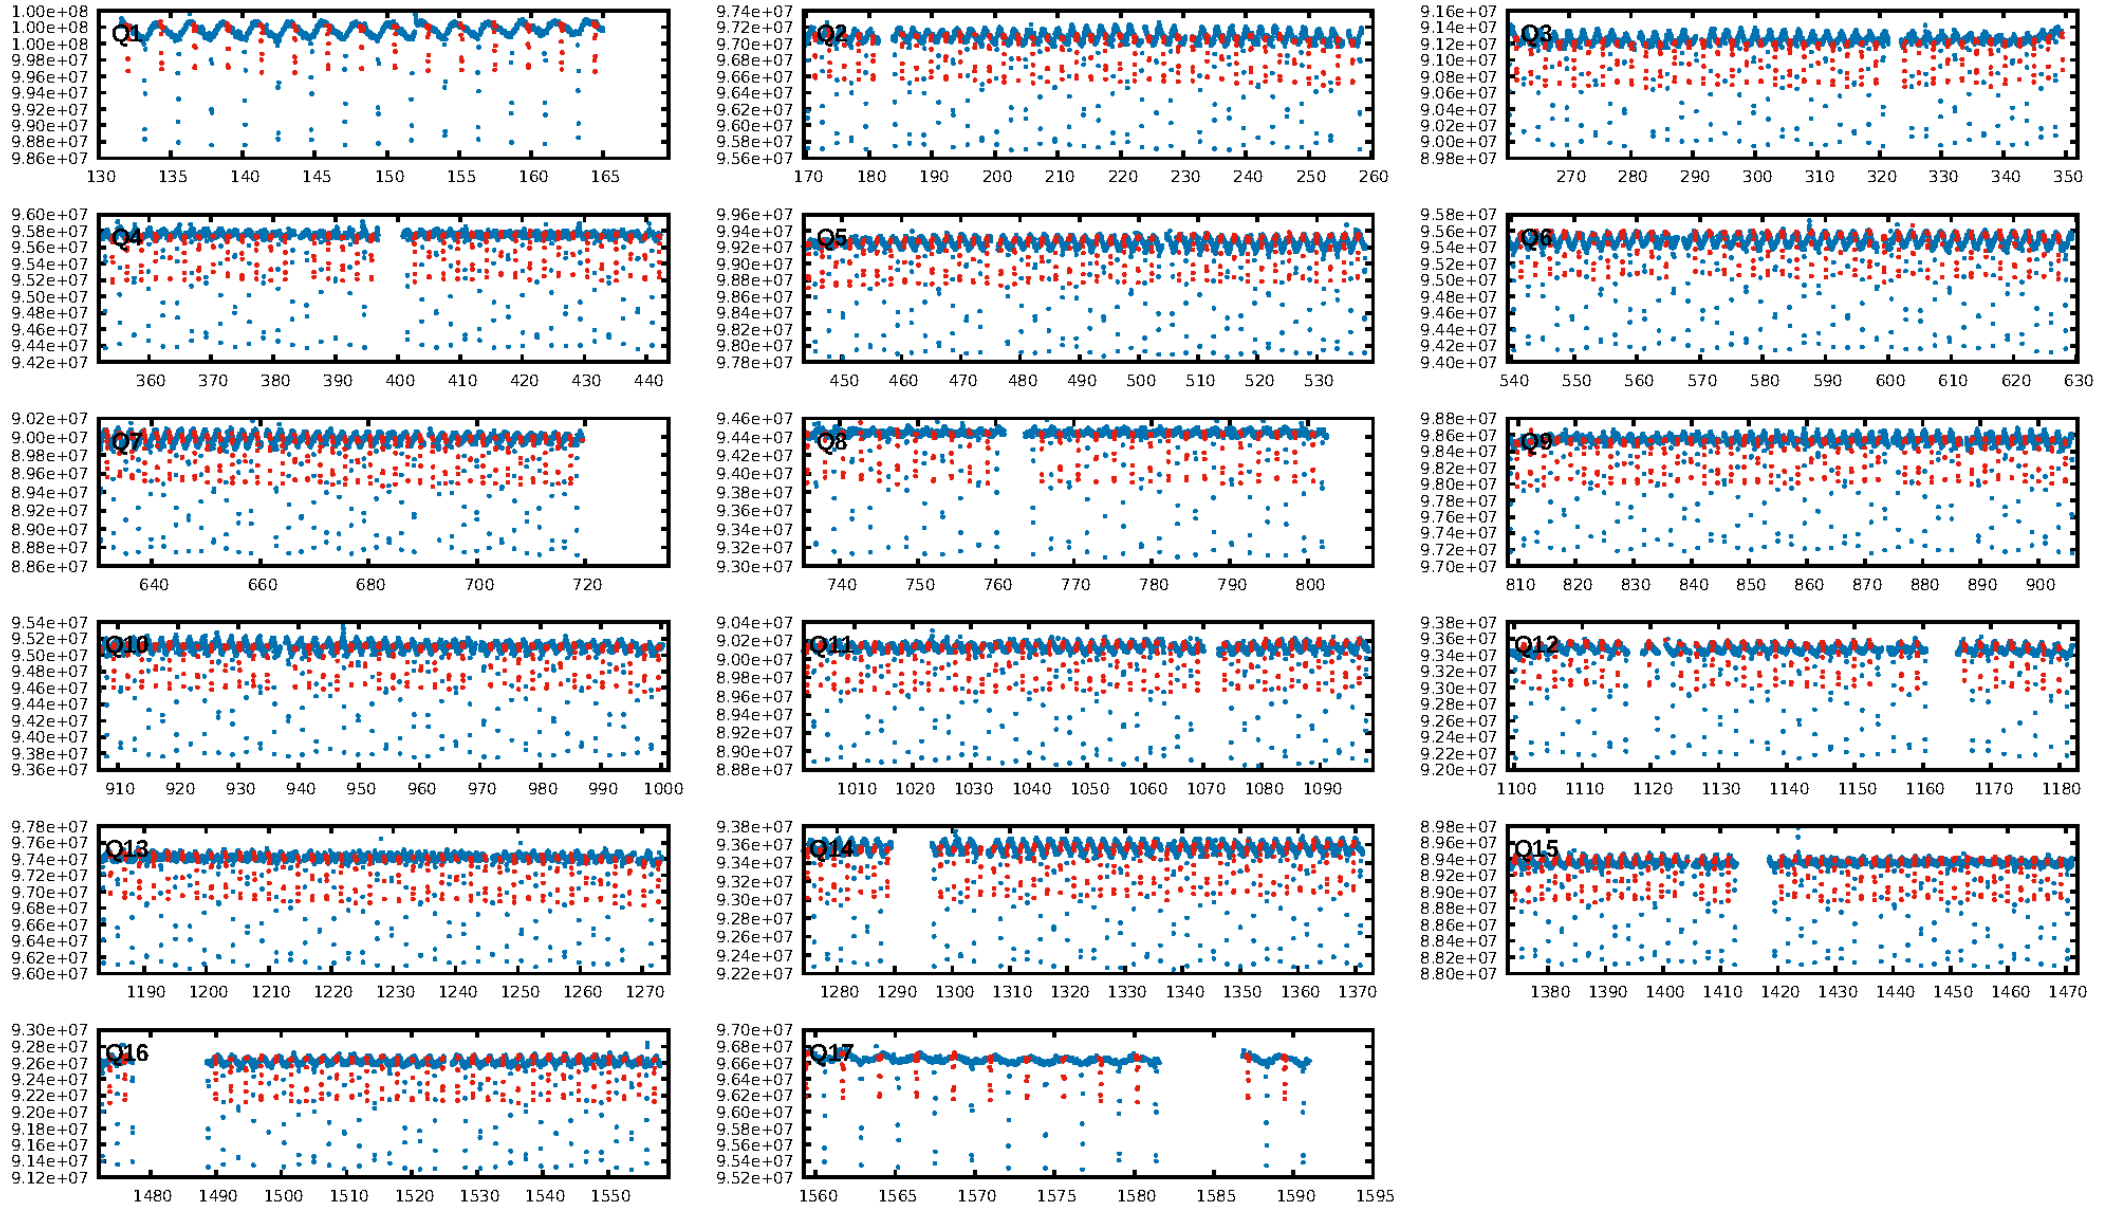 1.00e+08
1.00e+08
Q1
1.00e+08
9.98e+07
9.96e+07
9.94e+07
9.92e+07
9.90e+07
9.88e+07
9.86e+07
130 135 140 145 150 155 160 165
9.74e+07
9.72e+07
Q2
9.70e+07
9.68e+07
9.66e+07
9.64e+07
9.62e+07
9.60e+07
9.58e+07
9.56e+07
170 180 190 200 210 220 230 240 250 260
9.16e+07
9.14e+07
Q3
9.12e+07
9.10e+07
9.08e+07
9.06e+07
9.04e+07
9.02e+07
9.00e+07
8.98e+07
270 280 290 300 310 320 330 340 350
9.60e+07
9.58e+07
Q4
9.56e+07
9.54e+07
9.52e+07
9.50e+07
9.48e+07
9.46e+07
9.44e+07
9.42e+07
360 370 380 390 400 410 420 430 440
9.96e+07
9.94e+07
Q5
9.92e+07
9.90e+07
9.88e+07
9.86e+07
9.84e+07
9.82e+07
9.80e+07
9.78e+07
450 460 470 480 490 500 510 520 530
9.58e+07
9.56e+07
Q6
9.54e+07
9.52e+07
9.50e+07
9.48e+07
9.46e+07
9.44e+07
9.42e+07
9.40e+07
540 550 560 570 580 590 600 610 620 630
9.02e+07
9.00e+07
Q7
8.98e+07
8.96e+07
8.94e+07
8.92e+07
8.90e+07
8.88e+07
8.86e+07
640 660 680 700 720
9.46e+07
9.44e+07
Q8
9.42e+07
9.40e+07
9.38e+07
9.36e+07
9.34e+07
9.32e+07
9.30e+07
740 750 760 770 780 790 800
9.88e+07
9.86e+07
Q9
9.84e+07
9.82e+07
9.80e+07
9.78e+07
9.76e+07
9.74e+07
9.72e+07
9.70e+07
810 820 830 840 850 860 870 880 890 900
9.54e+07
9.52e+07
Q10
9.50e+07
9.48e+07
9.46e+07
9.44e+07
9.42e+07
9.40e+07
9.38e+07
9.36e+07
910 920 930 940 950 960 970 980 990 1000
9.04e+07
9.02e+07
Q11
9.00e+07
8.98e+07
8.96e+07
8.94e+07
8.92e+07
8.90e+07
8.88e+07
1010 1020 1030 1040 1050 1060 1070 1080 1090
9.38e+07
9.36e+07
Q12
9.34e+07
9.32e+07
9.30e+07
9.28e+07
9.26e+07
9.24e+07
9.22e+07
9.20e+07
1100 1110 1120 1130 1140 1150 1160 1170 1180
9.78e+07
9.76e+07
Q13
9.74e+07
9.72e+07
9.70e+07
9.68e+07
9.66e+07
9.64e+07
9.62e+07
9.60e+07
1190 1200 1210 1220 1230 1240 1250 1260 1270
9.38e+07
9.36e+07
Q14
9.34e+07
9.32e+07
9.30e+07
9.28e+07
9.26e+07
9.24e+07
9.22e+07
1280 1290 1300 1310 1320 1330 1340 1350 1360 1370
8.98e+07
8.96e+07
Q15
8.94e+07
8.92e+07
8.90e+07
8.88e+07
8.86e+07
8.84e+07
8.82e+07
8.80e+07
1380 1390 1400 1410 1420 1430 1440 1450 1460 1470
9.30e+07
9.28e+07
Q16
9.26e+07
9.24e+07
9.22e+07
9.20e+07
9.18e+07
9.16e+07
9.14e+07
9.12e+07
1480 1490 1500 1510 1520 1530 1540 1550
9.70e+07
9.68e+07
Q17
9.66e+07
9.64e+07
9.62e+07
9.60e+07
9.58e+07
9.56e+07
9.54e+07
9.52e+07
1560 1565 1570 1575 1580 1585 1590 1595